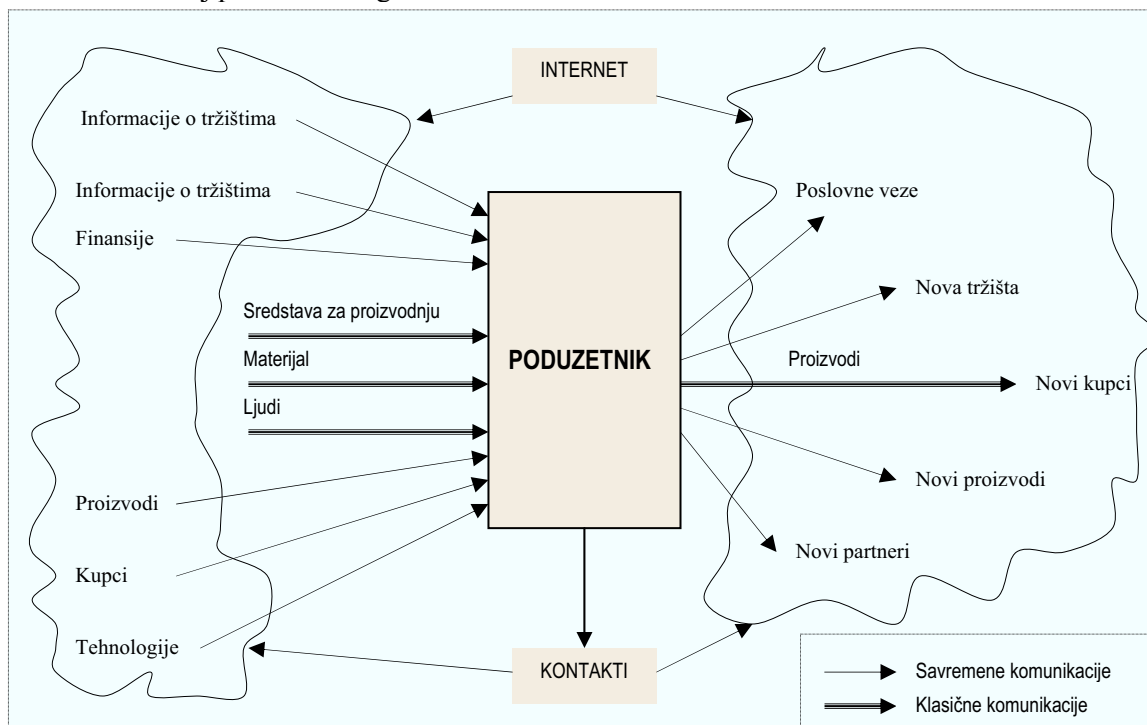 INTERNET
Informacije o tržištima
Informacije o tržištima
Finansije
Sredstava za proizvodnju
Materijal
Ljudi
Proizvodi
Kupci
Tehnologije
PODUZETNIK
Poslovne veze
Nova tržišta
Proizvodi
Novi kupci
Novi proizvodi
Novi partneri
KONTAKTI
Savremene komunikacije
Klasične komunikacije